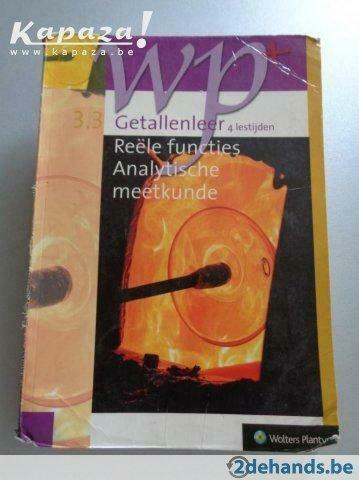 Kapaza!
www.kapaza.be
wp+
3.3 Getallenleer 4 lestijden
Reële functies
Analytische
meetkunde
Wolters Plantyn
2dehands.be